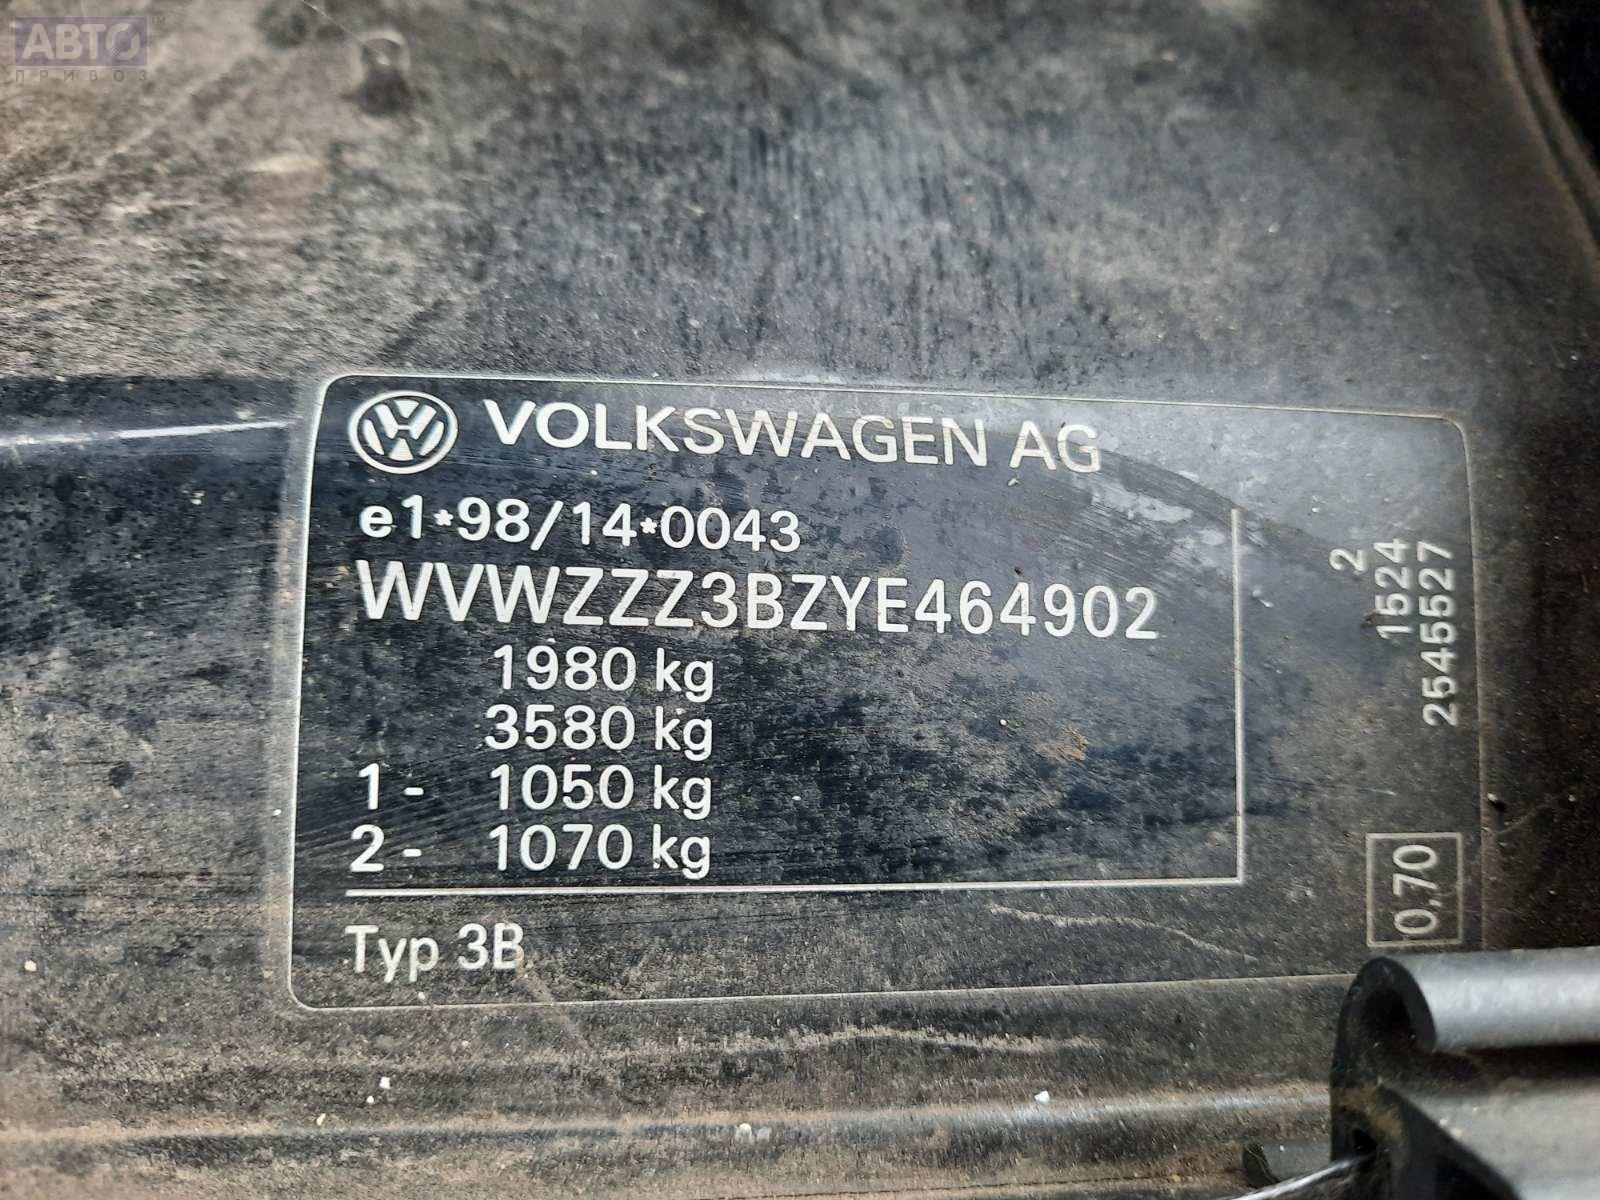 АВТО
ПРИВОЗ
VOLKSWAGEN AG
e1*98/14*0043
WVWZZZ3BZYE464902
1980 kg
3580 kg
1- 1050 kg
2- 1070 kg
Typ 3B
2
1524
2545527
0,70